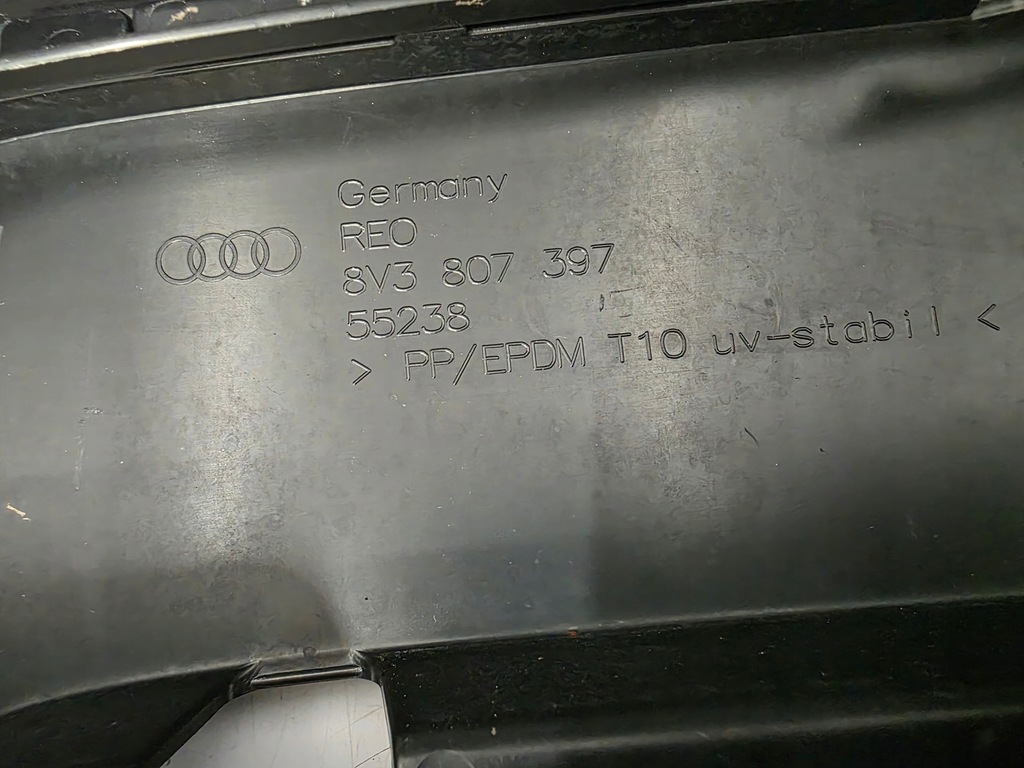 Germany
REO
8V3 807 397
55238
> PP/EPDM T10 uv-stabil <